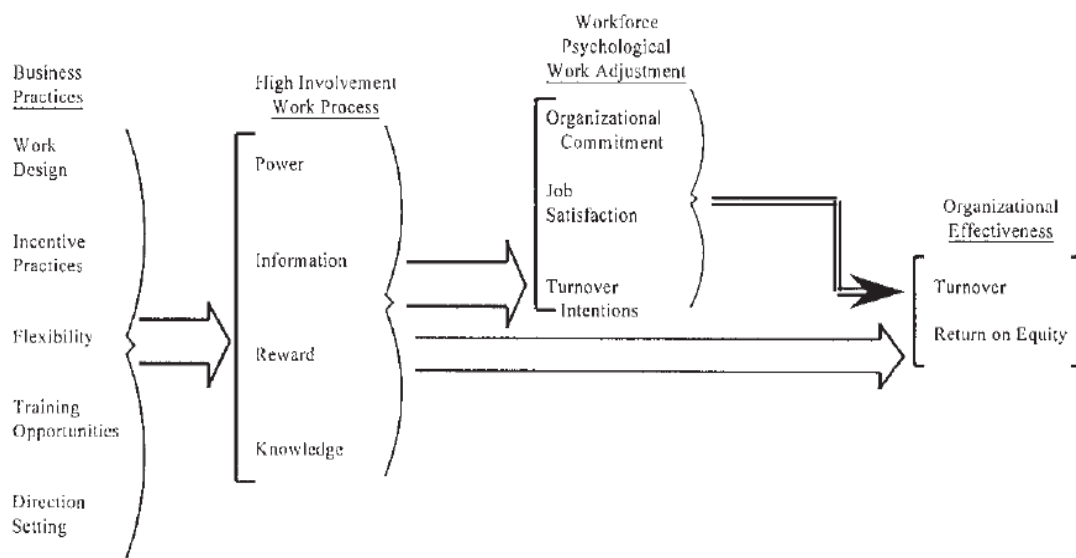 Business
Practices
Work
Design
Incentive
Practices
Flexibility
Training
Opportunities
Direction
Setting
High Involvement
Work Process
Power
Information
Reward
Knowledge
Workforce
Psychological
Work Adjustment
Organizational
Commitment
Job
Satisfaction
Turnover
Intentions
Organizational
Effectiveness
Turnover
Return on Equity